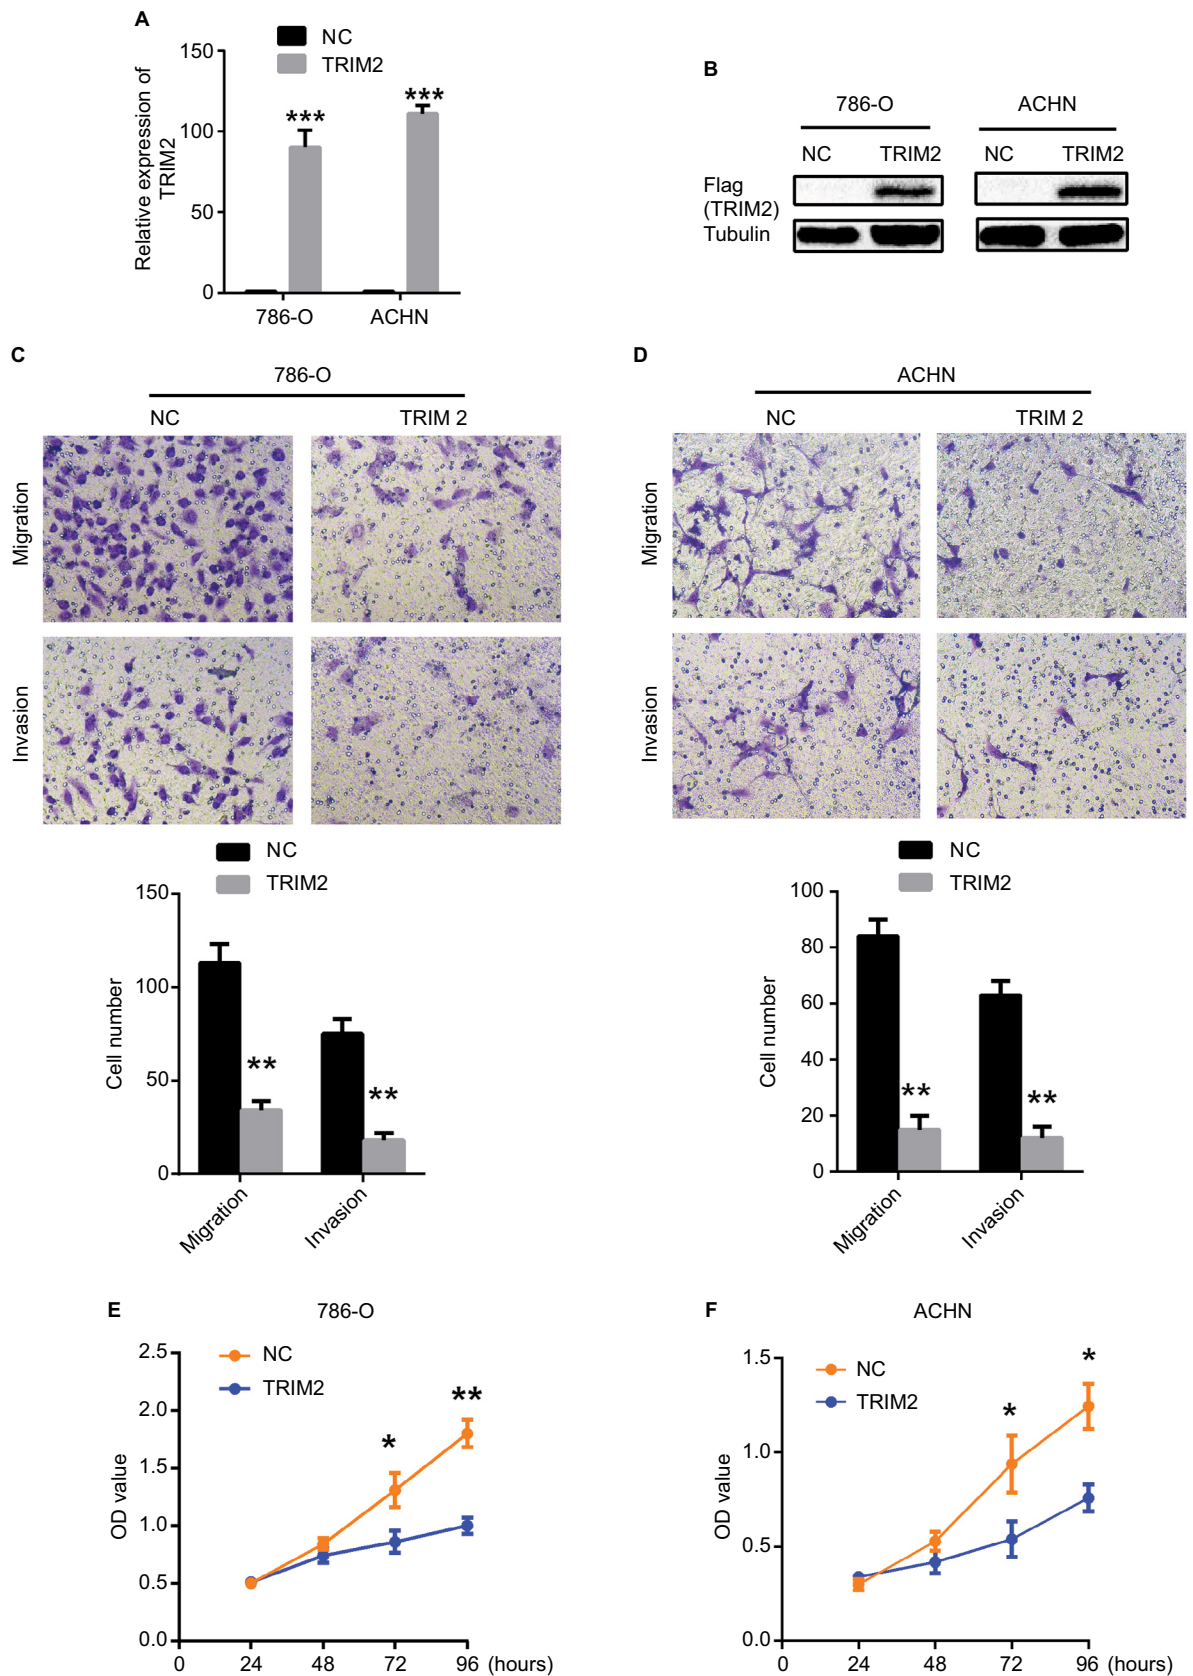 A
NC
TRIM2
Relative expression of
TRIM2
150
100
50
0
***
***
786-O
ACHN
B
786-O
ACHN
NC
TRIM2
NC
TRIM2
Flag
(TRIM2)
Tubulin
C
786-O
NC
TRIM 2
Migration
Invasion
NC
TRIM2
Cell number
150
100
50
0
**
**
Migration
Invasion
D
ACHN
NC
TRIM 2
Migration
Invasion
NC
TRIM2
Cell number
100
80
60
40
20
0
**
**
Migration
Invasion
E
786-O
NC
TRIM2
OD value
2.5
2.0
1.5
1.0
0.5
0.0
*
**
0 24 48 72 96 (hours)
F
ACHN
NC
TRIM2
OD value
1.5
1.0
0.5
0.0
*
*
0 24 48 72 96 (hours)